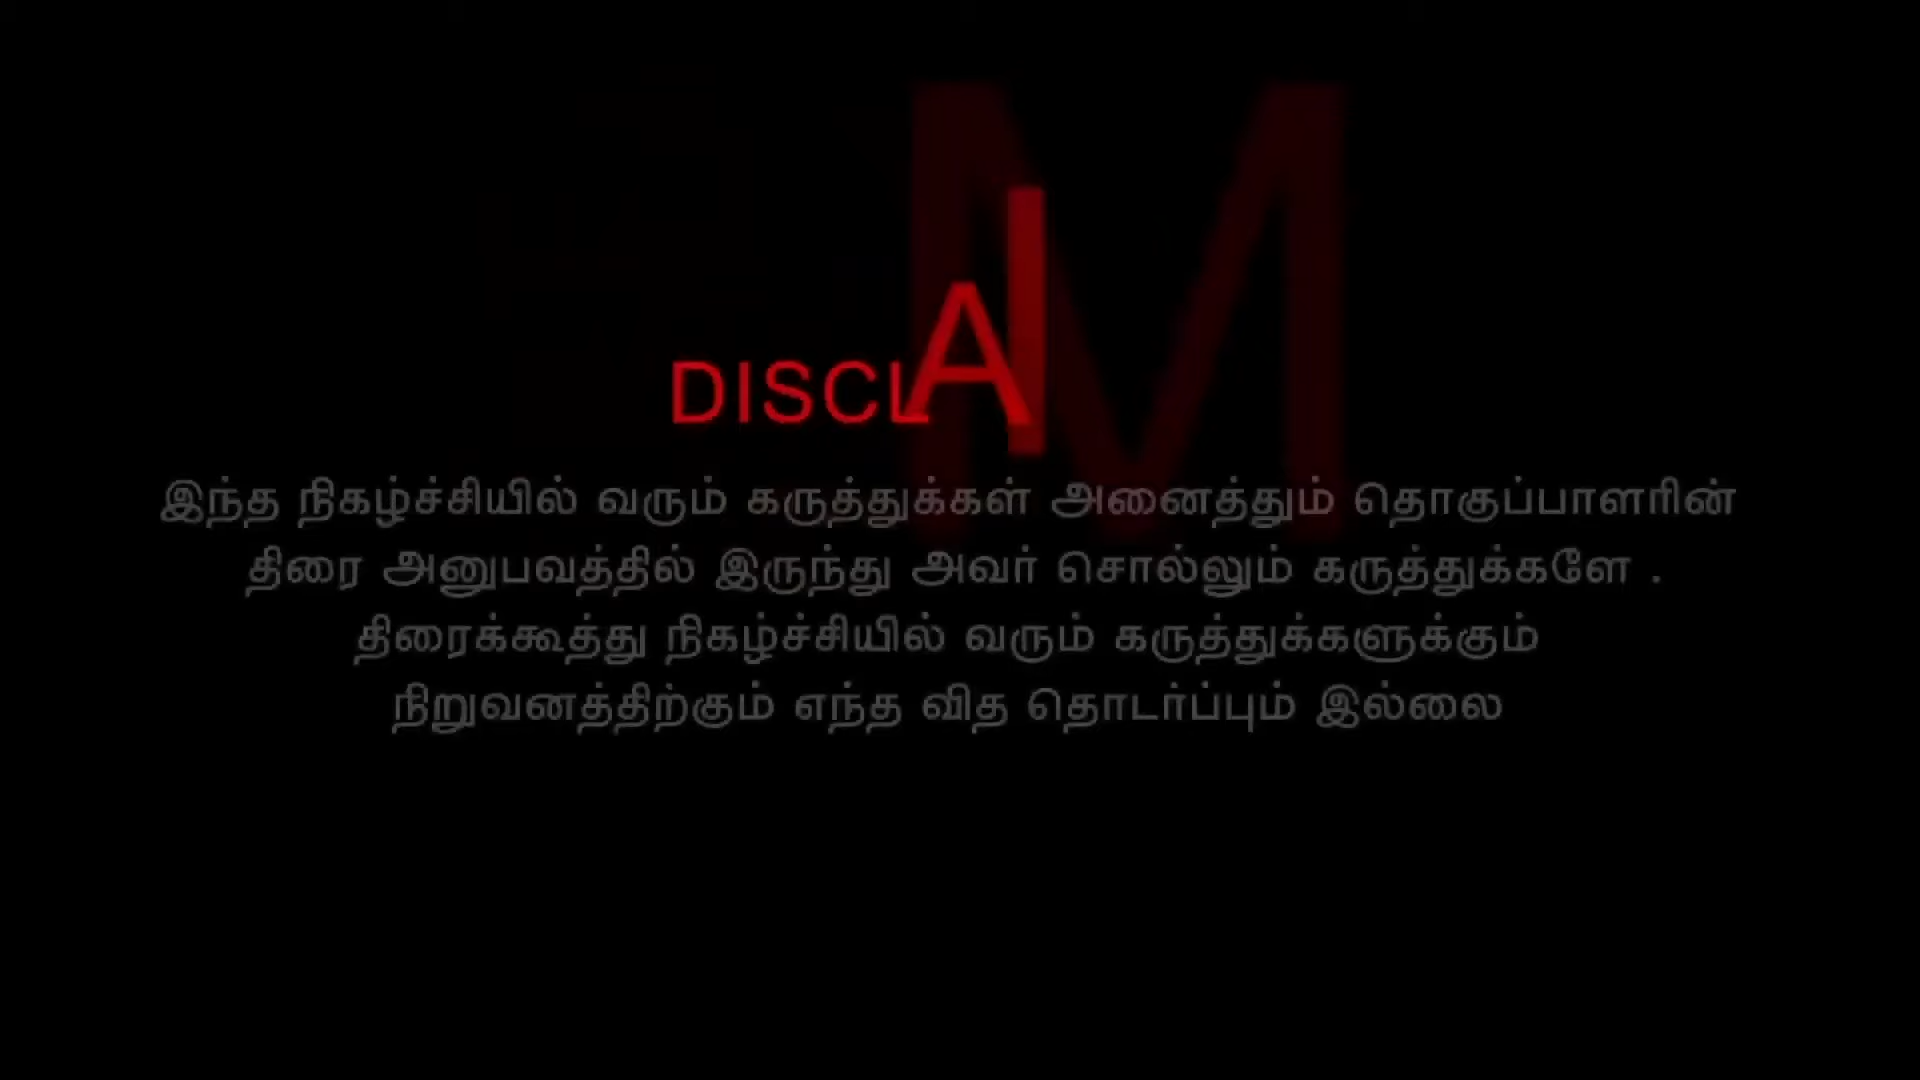 DISCLAIM
இந்த நிகழ்ச்சியில் வரும் கருத்துக்கள் அனைத்தும் தொகுப்பாளரின்
திரை அனுபவத்தில் இருந்து அவர் சொல்லும் கருத்துக்களே .
திரைக்கூத்து நிகழ்ச்சியில் வரும் கருத்துக்களுக்கும்
நிறுவனத்திற்கும் எந்த வித தொடர்ப்பும் இல்லை